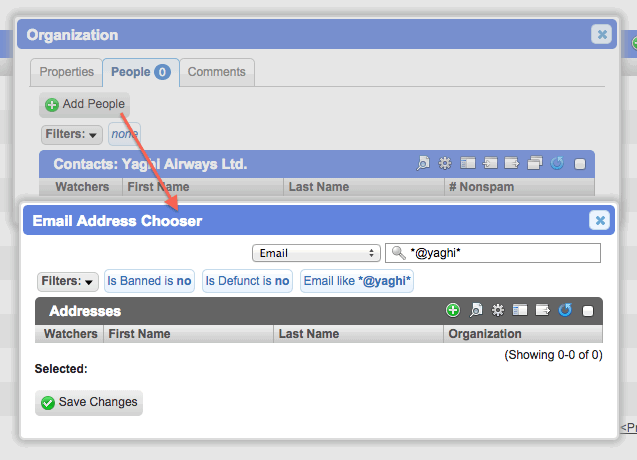 Organization
Properties People 0 Comments
Add People
Filters: none
Contacts: Yaghi Airways Ltd.
Watchers First Name Last Name # Nonspam
Email Address Chooser
Email *@yaghi*
Filters: Is Banned is no Is Defunct is no Email like *@yaghi*
Addresses
Watchers First Name Last Name Organization
(Showing 0-0 of 0)
Selected:
Save Changes
<Pr